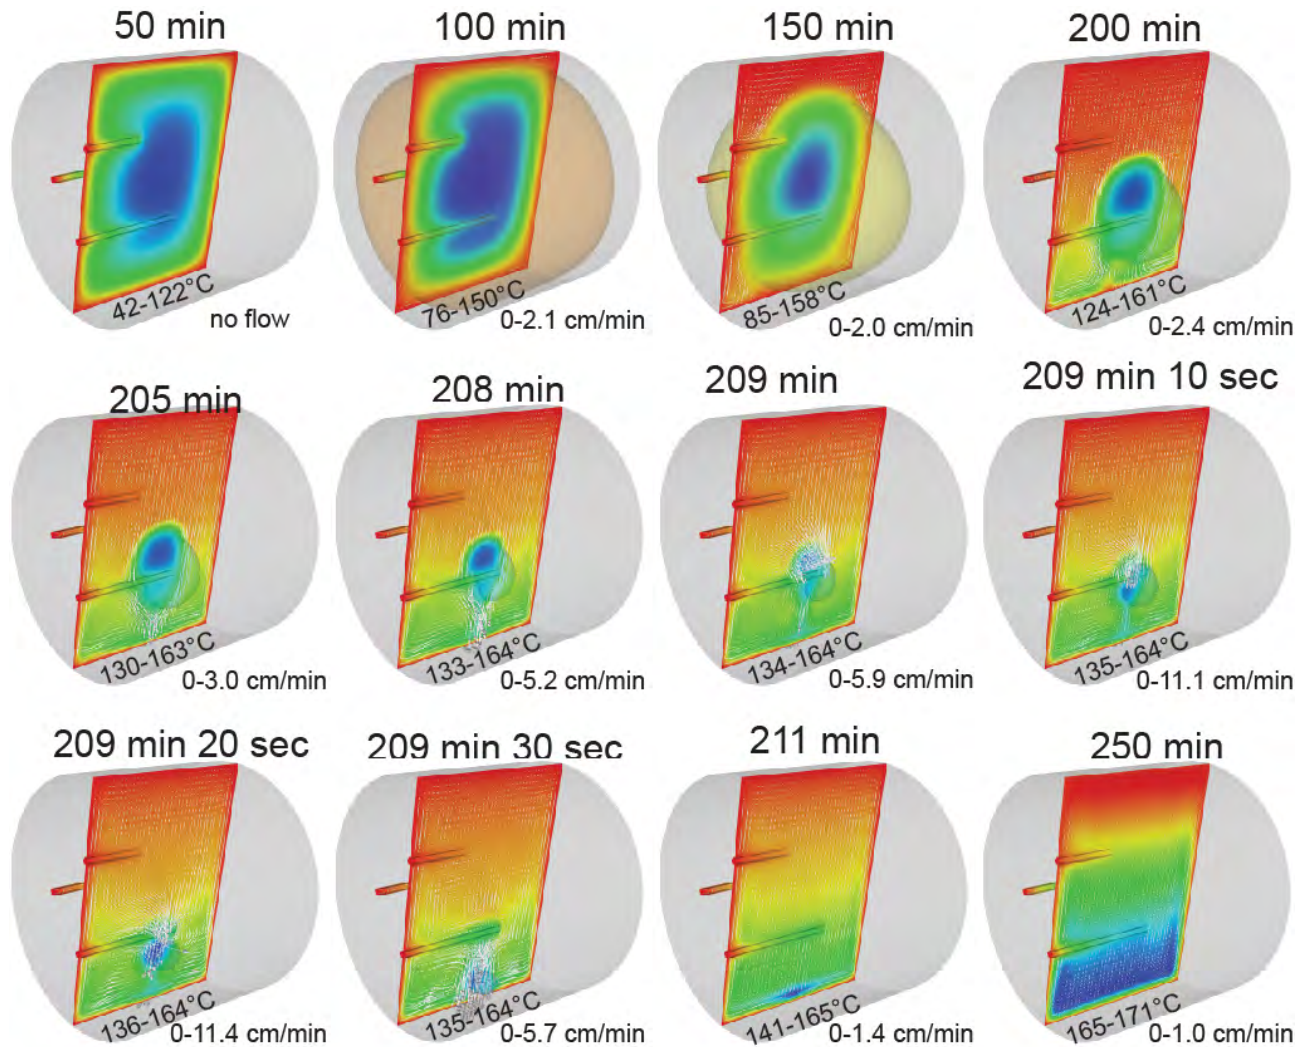 50 min
100 min
150 min
200 min
42-122°C
no flow
76-150°C
0-2.1 cm/min
85-158°C
0-2.0 cm/min
124-161°C
0-2.4 cm/min
205 min
208 min
209 min
209 min 10 sec
130-163°C
0-3.0 cm/min
133-164°C
0-5.2 cm/min
134-164°C
0-5.9 cm/min
135-164°C
0-11.1 cm/min
209 min 20 sec
209 min 30 sec
211 min
250 min
136-164°C
0-11.4 cm/min
135-164°C
0-5.7 cm/min
141-165°C
0-1.4 cm/min
165-171°C
0-1.0 cm/min